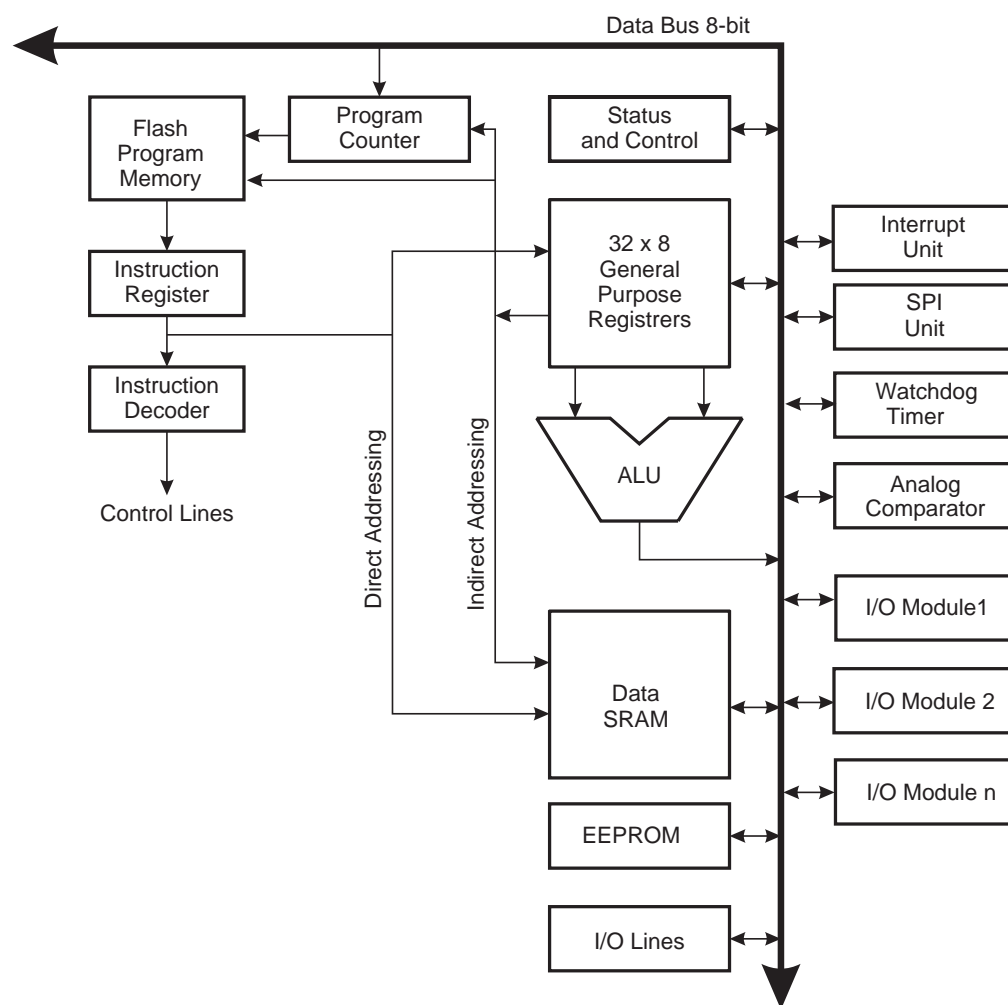 Data Bus 8-bit
Flash
Program
Memory
Program
Counter
Status
and Control
Interrupt
Unit
32 x 8
General
Purpose
Registrers
Instruction
Register
SPI
Unit
Instruction
Decoder
Watchdog
Timer
Control Lines
Direct Addressing
Indirect Addressing
ALU
Analog
Comparator
I/O Module1
Data
SRAM
I/O Module 2
I/O Module n
EEPROM
I/O Lines